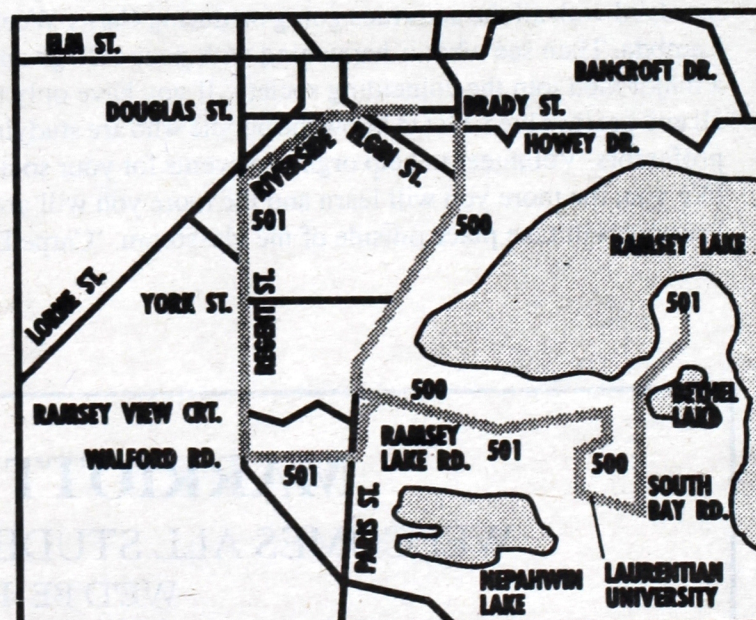 ELM ST.
BANCROFT DR.
DOUGLAS ST.
BRADY ST.
HOWEY DR.
RIVERSIDE
ELGIN ST.
501
500
RAMSEY LAKE
LORNE ST.
YORK ST.
REGENT ST.
501
500
BETHEL
LAKE
RAMSEY VIEW CRT.
RAMSEY
LAKE RD.
501
WALFORD RD.
501
500
SOUTH
BAY RD.
PARIS ST.
NEPAHWIN
LAKE
LAURENTIAN
UNIVERSITY